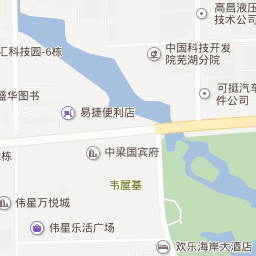 高昌液压
技术公司
汇科技园-6栋
中国科技开发
院芜湖分院
盛华图书
可挺汽车
件公司
易捷便利店
栋
中梁国宾府
韦屋基
伟星万悦城
伟星乐活广场
欢乐海岸大酒店